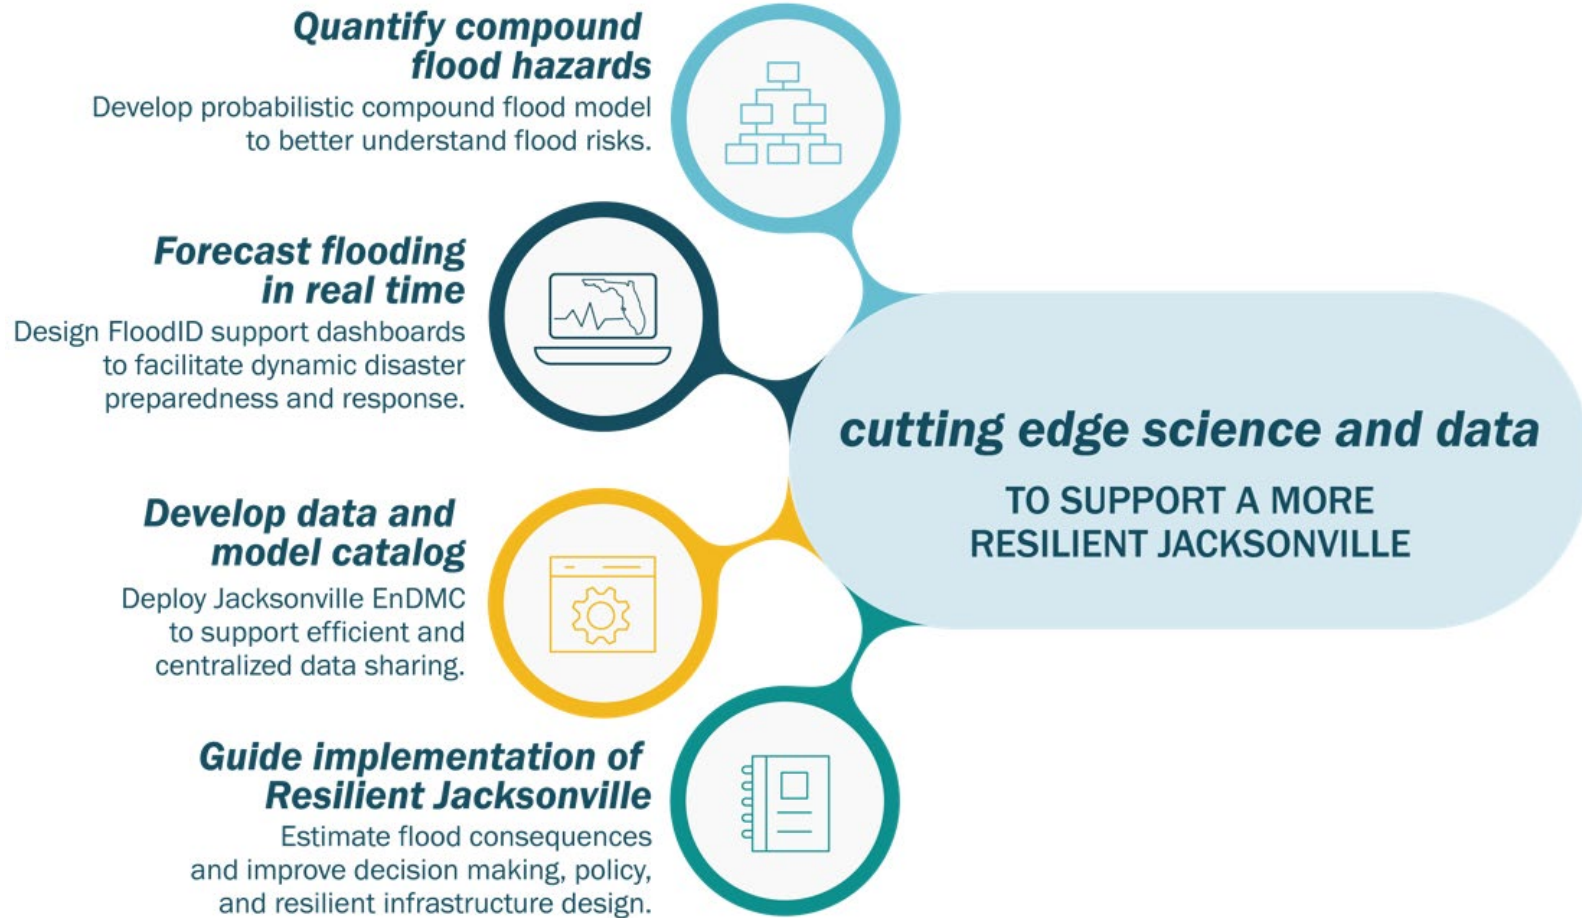 Quantify compound
flood hazards
Develop probabilistic compound flood model
to better understand flood risks.
Forecast flooding
in real time
Design FloodID support dashboards
to facilitate dynamic disaster
preparedness and response.
Develop data and
model catalog
Deploy Jacksonville EnDMC
to support efficient and
centralized data sharing.
Guide implementation of
Resilient Jacksonville
Estimate flood consequences
and improve decision making, policy,
and resilient infrastructure design.
cutting edge science and data
TO SUPPORT A MORE
RESILIENT JACKSONVILLE